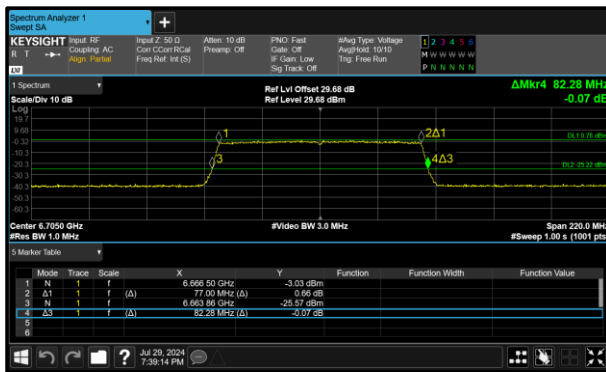 Spectrum Analyzer 1
Swept SA
KEYSIGHT
R T
LXI
Input: RF
Coupling: AC
Align: Partial
Input Z: 50 Ω
Corr CCorr RCal
Freq Ref: Int (S)
Atten: 10 dB
Preamp: Off
PNO: Fast
Gate: Off
IF Gain: Low
Sig Track: Off
#Avg Type: Voltage
Avg|Hold: 10/10
Trig: Free Run
1 2 3 4 5 6
M W W W W W
P N N N N N
1 Spectrum
Scale/Div 10 dB
Ref Lvl Offset 29.68 dB
Ref Level 29.68 dBm
ΔMkr4 82.28 MHz
-0.07 dB
Log
19.7
9.68
-0.32
-10.3
-20.3
-30.3
-40.3
-50.3
-60.3
1
2Δ1
3
4Δ3
DL1 0.78 dBm
DL2 -25.22 dBm
Center 6.7050 GHz
#Res BW 1.0 MHz
#Video BW 3.0 MHz
Span 220.0 MHz
#Sweep 1.00 s (1001 pts)
5 Marker Table
Mode Trace Scale X Y Function Function Width Function Value
1 N 1 f 6.666 50 GHz -3.03 dBm
2 Δ1 1 f (Δ) 77.00 MHz (Δ) 0.66 dB
3 N 1 f 6.663 86 GHz -25.57 dBm
4 Δ3 1 f (Δ) 82.28 MHz (Δ) -0.07 dB
5
6
?
Jul 29, 2024
7:39:14 PM